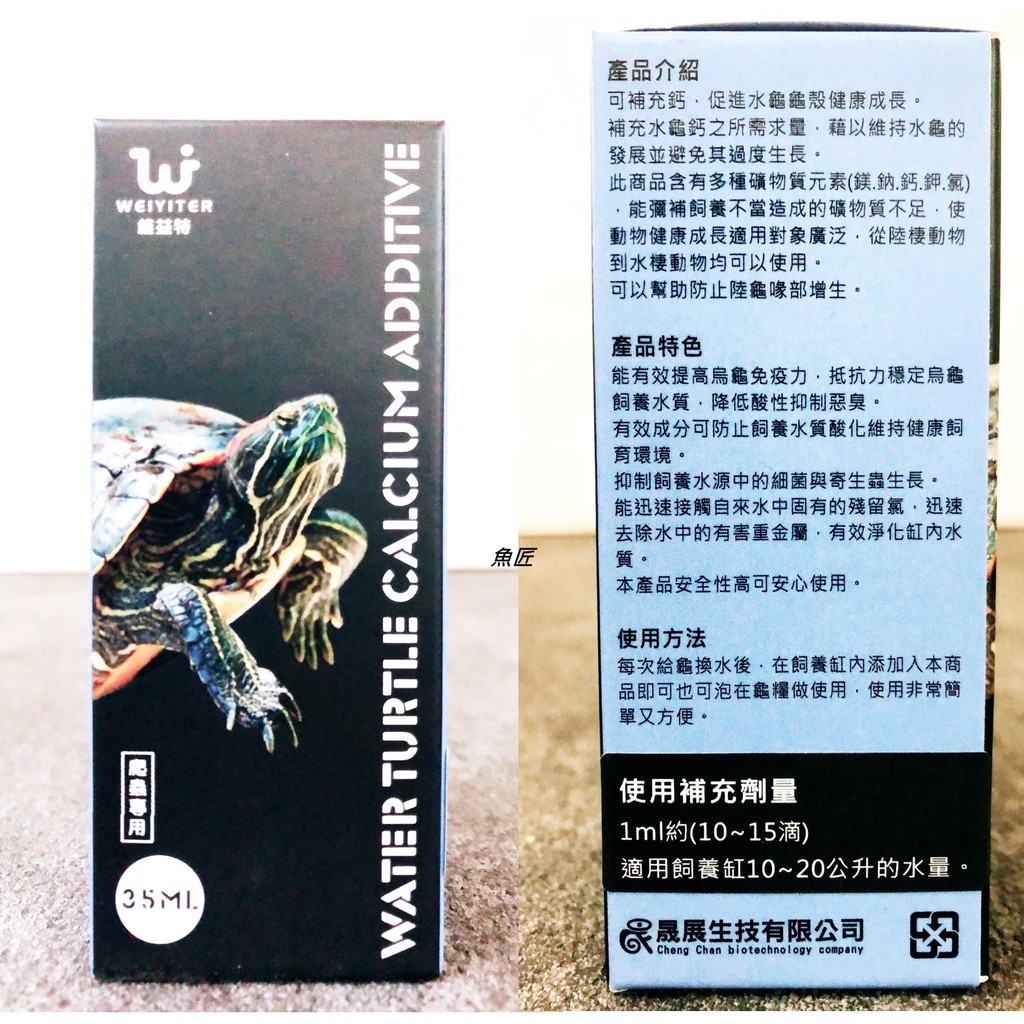 WEIYITER
維益特
WATER TURTLE CALCIUM ADDITIVE
爬蟲專用
35ML
魚匠
產品介紹
可補充鈣，促進水龜龜殼健康成長。
補充水龜鈣之所需求量，藉以維持水龜的
發展並避免其過度生長。
此商品含有多種礦物質元素(鎂.鈉.鈣.鉀.氯)
，能彌補飼養不當造成的礦物質不足，使
動物健康成長適用對象廣泛，從陸棲動物
到水棲動物均可以使用。
可以幫助防止陸龜喙部增生。
產品特色
能有效提高烏龜免疫力，抵抗力穩定烏龜
飼養水質，降低酸性抑制惡臭。
有效成分可防止飼養水質酸化維持健康飼
育環境。
抑制飼養水源中的細菌與寄生蟲生長。
能迅速接觸自來水中固有的殘留氯，迅速
去除水中的有害重金屬，有效淨化缸內水
質。
本產品安全性高可安心使用。
使用方法
每次給龜換水後，在飼養缸內添加入本商
品即可也可泡在龜糧做使用，使用非常簡
單又方便。
使用補充劑量
1ml約(10~15滴)
適用飼養缸10~20公升的水量。
晟展生技有限公司
Cheng Chan biotechnology company